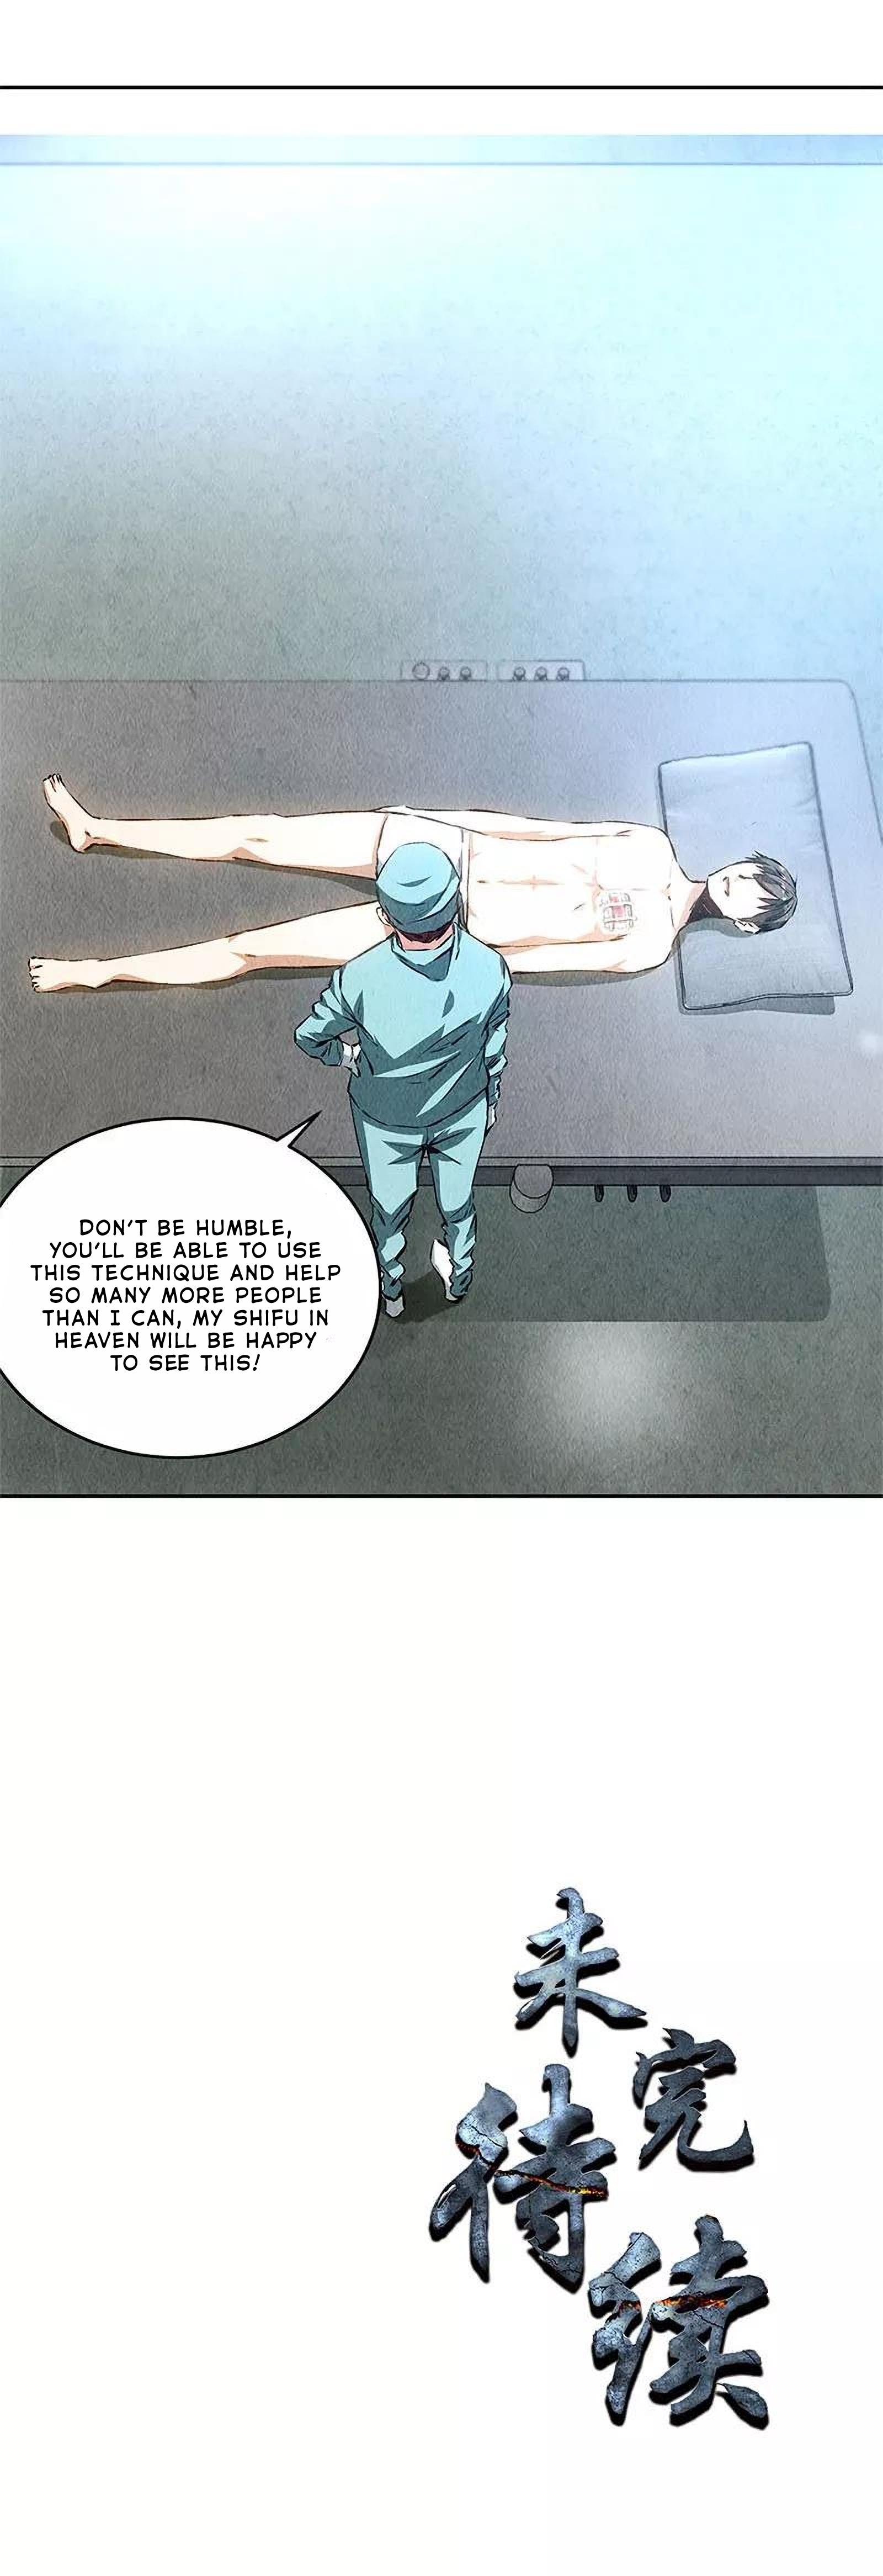 DON'T BE HUMBLE,
YOU'LL BE ABLE TO USE
THIS TECHNIQUE AND HELP
SO MANY MORE PEOPLE
THAN I CAN, MY SHIFU IN
HEAVEN WILL BE HAPPY
TO SEE THIS!
未完
待续